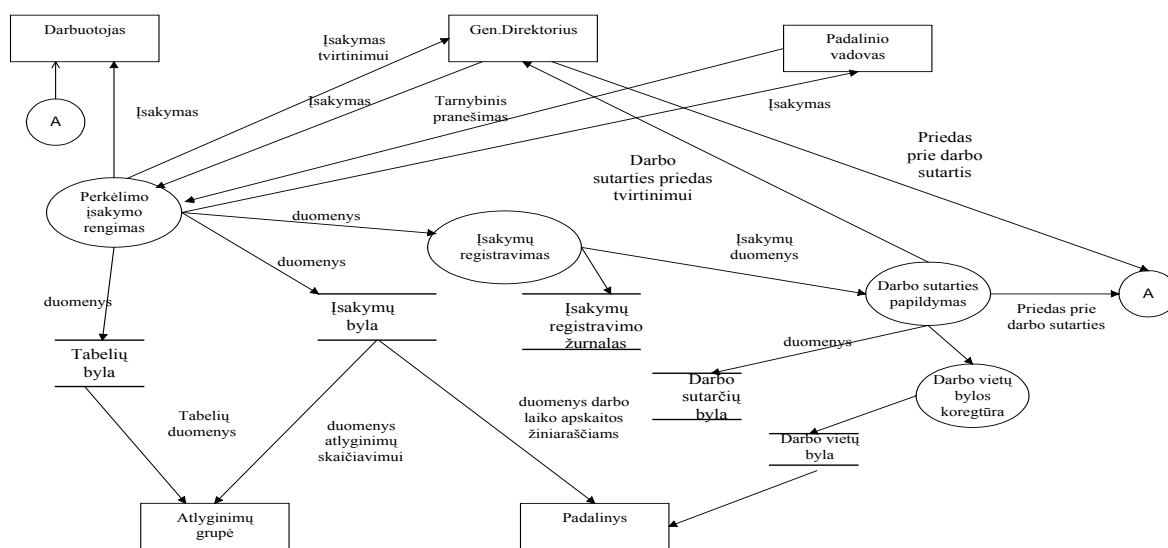 Darbuotojas
Gen.Direktorius
Padalinio
vadovas
Įsakymas
tvirtinimui
A
Įsakymas
Įsakymas
Tarnybinis
pranešimas
Įsakymas
Priedas
prie darbo
sutartis
Darbo
sutarties priedas
tvirtinimui
Perkėlimo
įsakymo
rengimas
duomenys
Įsakymų
registravimas
Įsakymų
duomenys
duomenys
Darbo sutarties
papildymas
A
duomenys
Įsakymų
byla
Įsakymų
registravimo
žurnalas
Priedas prie
darbo sutarties
Tabelių
byla
duomenys
Darbo
sutarčių
byla
Darbo vietų
bylos
koregtūra
Tabelių
duomenys
duomenys
atlyginimų
skaičiavimui
duomenys darbo
laiko apskaitos
žiniaraščiams
Darbo vietų
byla
Atlyginimų
grupė
Padalinys